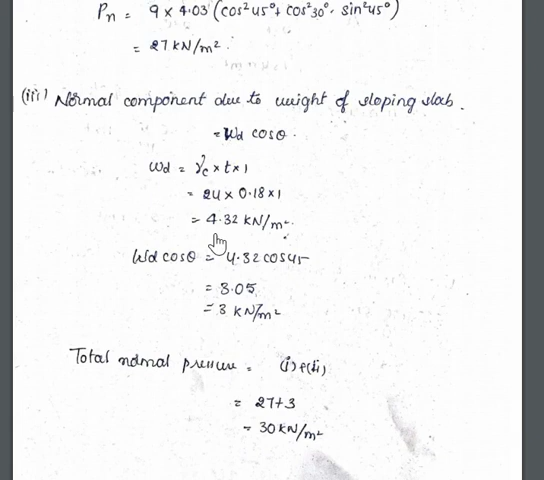 Pn = 9 x 4.03 (cos²45° + cos²30°. sin²45°)
= 27 KN/m².
(iii) Normal component due to weight of sloping slab.
= Wd cosθ.
Wd = γc x t x 1
= 24 x 0.18 x 1
= 4.32 KN/m².
Wd cosθ = 4.32 cos45
= 3.05
= 3 KN/m²
Total normal pressure = (i) & (ii)
= 27+3
= 30 KN/m²